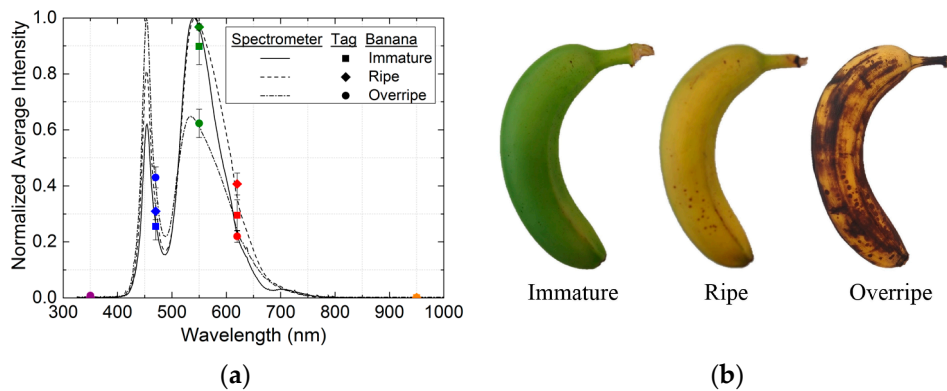 Normalized Average Intensity
1.0
0.8
0.6
0.4
0.2
0.0
300 400 500 600 700 800 900 1000
Wavelength (nm)
Spectrometer Tag Banana
Immature
Ripe
Overripe
(a)
Immature Ripe Overripe
(b)